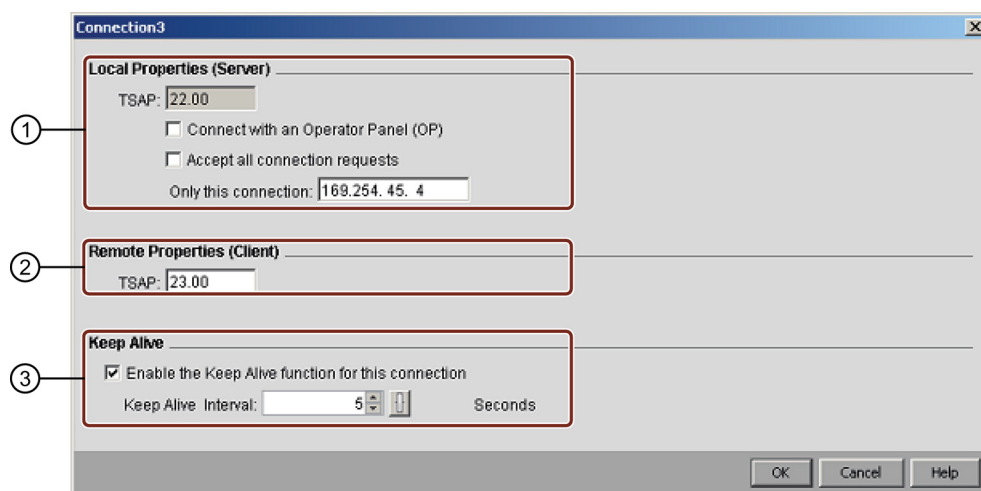 Connection3
Local Properties (Server)
TSAP: 22.00
Connect with an Operator Panel (OP)
1
Accept all connection requests
Only this connection: 169.254. 45. 4
Remote Properties (Client)
2
TSAP: 23.00
Keep Alive
3
Enable the Keep Alive function for this connection
Keep Alive Interval: 5 Seconds
OK Cancel Help